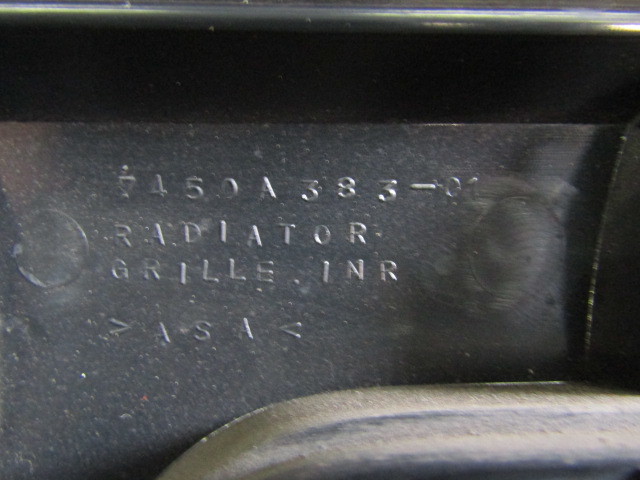 7450A383-01
RADIATOR
GRILLE, INR
>ASA<